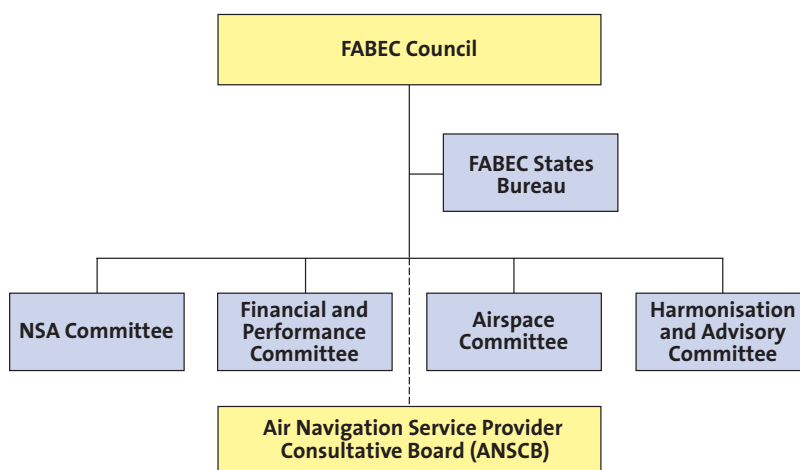 FABEC Council
FABEC States
Bureau
NSA Committee
Financial and
Performance
Committee
Airspace
Committee
Harmonisation
and Advisory
Committee
Air Navigation Service Provider
Consultative Board (ANSCB)